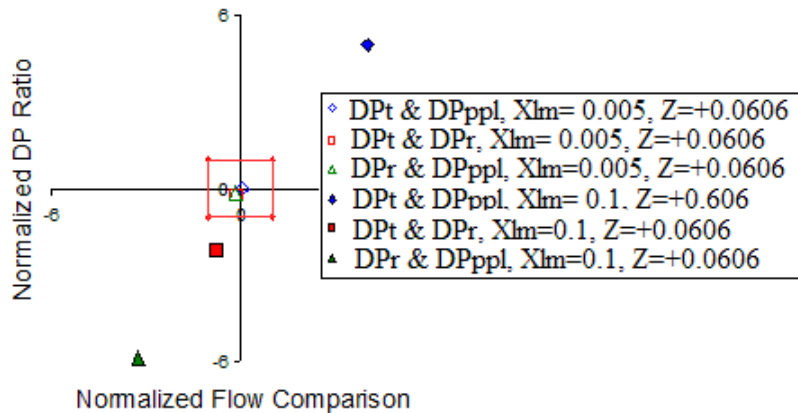 6
Normalized DP Ratio
DPt & DPppl, Xlm= 0.005, Z=+0.0606
DPt & DPr, Xlm= 0.005, Z=+0.0606
DPr & DPppl, Xlm=0.005, Z=+0.0606
DPt & DPppl, Xlm= 0.1, Z=+0.606
DPt & DPr, Xlm=0.1, Z=+0.0606
DPr & DPppl, Xlm=0.1, Z=+0.0606
0
-6
0
-6
Normalized Flow Comparison